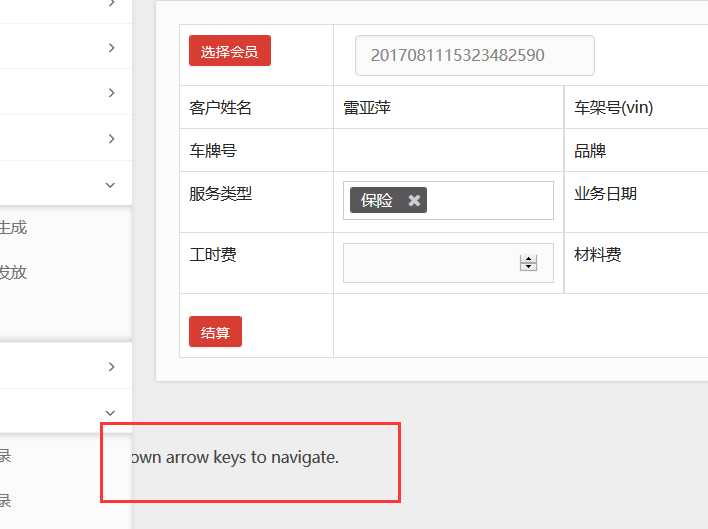 选择会员
2017081115323482590
客户姓名
雷亚萍
车架号(vin)
车牌号
品牌
服务类型
保险
业务日期
生成
工时费
材料费
发放
结算
own arrow keys to navigate.
录
录